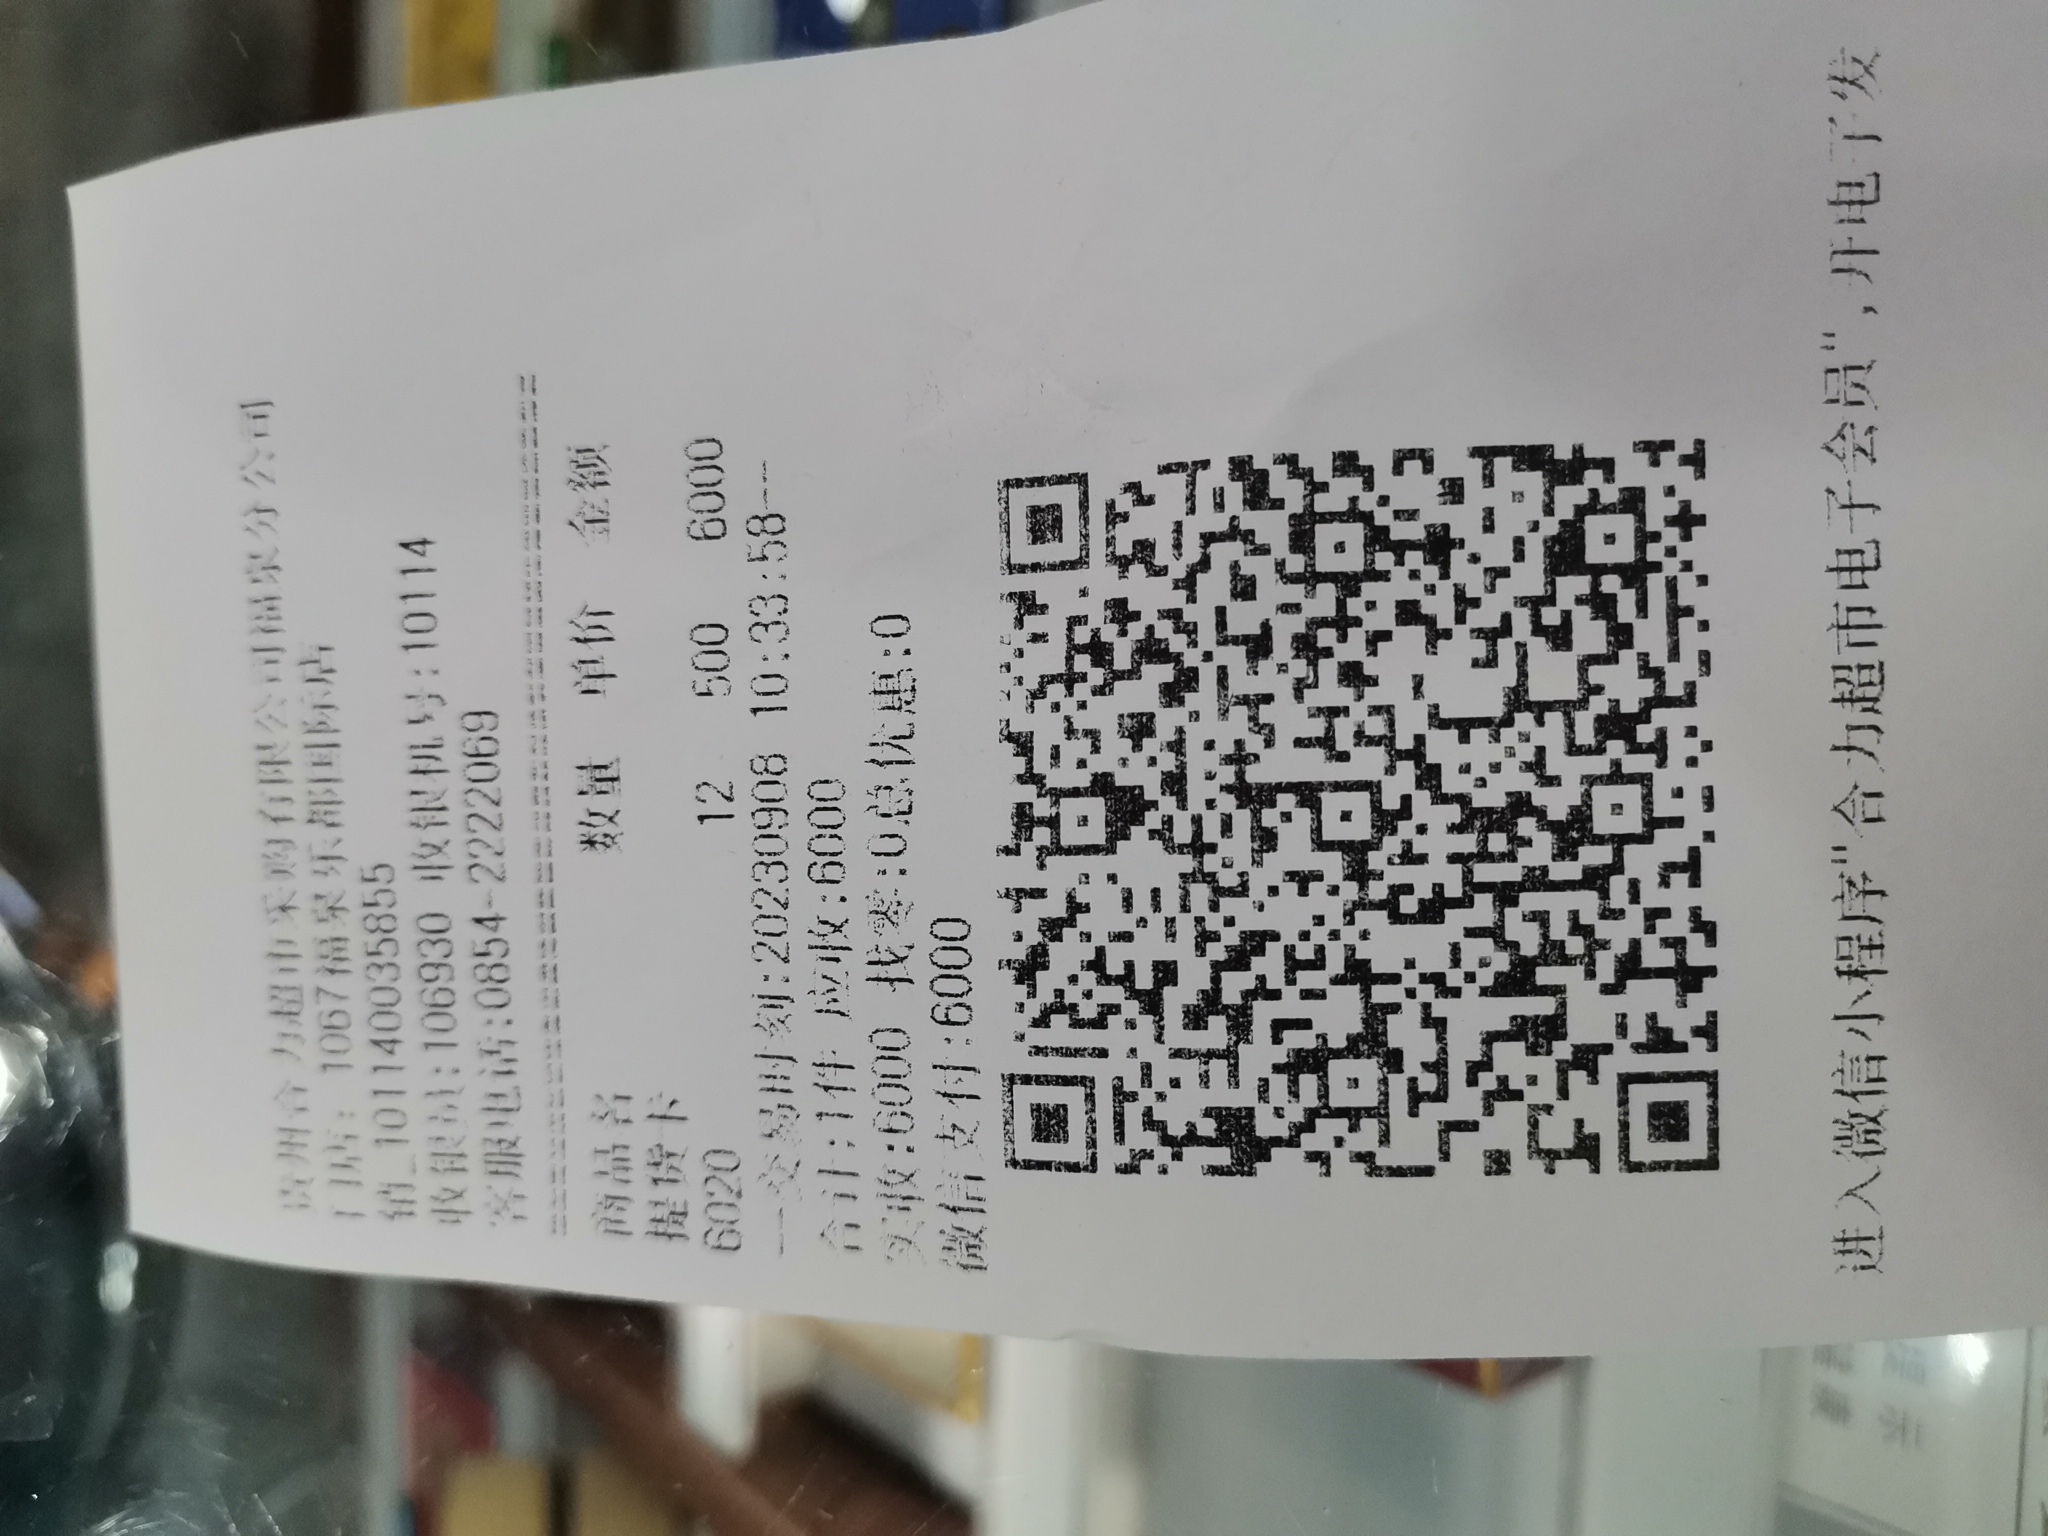 贵州合力超市采购有限公司福泉分公司
门店: 1067福泉乐都国际店
销_1011400035855
收银员:106930 收银机号:10114
客服电话:0854-2222069
商品名 数量 单价 金额
提货卡
6020 12 500 6000
--交易时刻:20230908 10:33:58--
合计:1件 应收:6000
实收:6000 找零:0总优惠:0
微信支付:6000
进入微信小程序"合力超市电子会员",开电子发